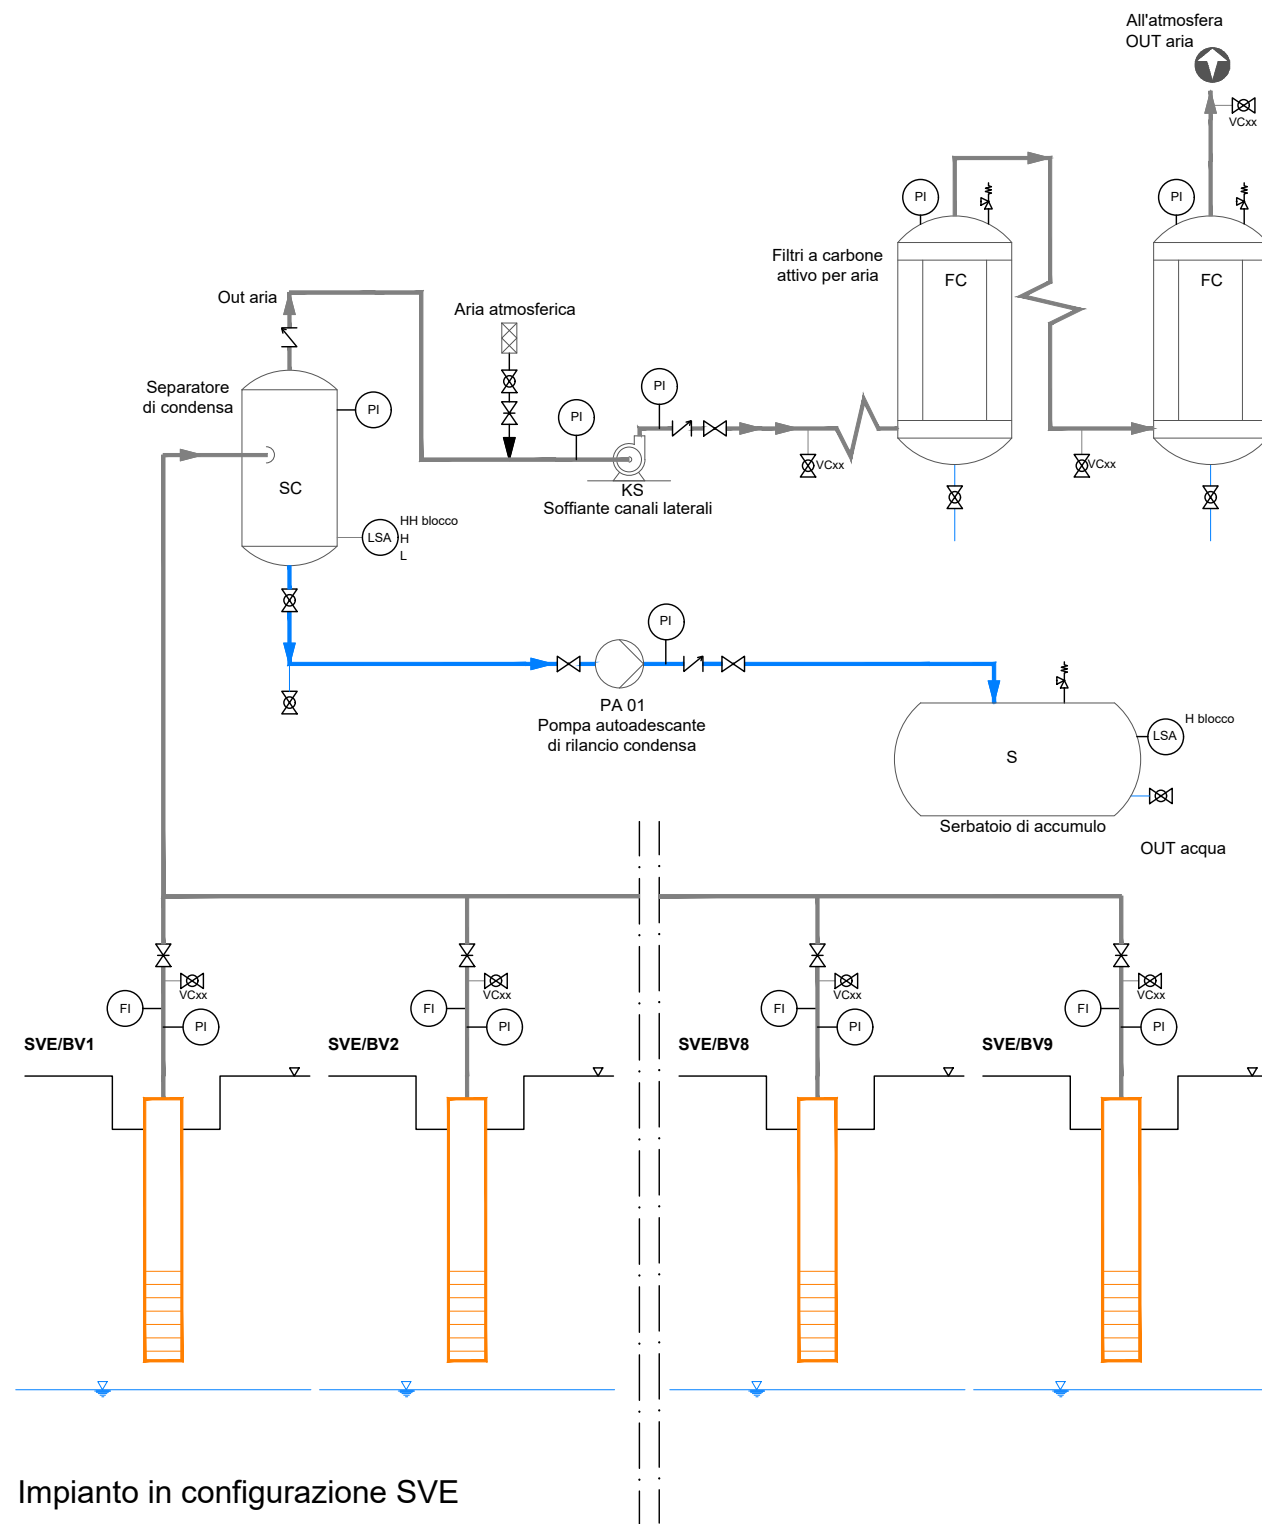 All'atmosfera
OUT aria
VCxx
PI
PI
Filtri a carbone
attivo per aria
FC
FC
Out aria
Aria atmosferica
Separatore
di condensa
PI
PI
PI
VCxx
VCxx
SC
KS
Soffiante canali laterali
LSA
HH blocco
H
L
PI
PA 01
Pompa autoadescante
di rilancio condensa
H blocco
LSA
S
Serbatoio di accumulo
OUT acqua
VCxx
VCxx
VCxx
VCxx
FI
FI
FI
FI
PI
PI
PI
PI
SVE/BV1
SVE/BV2
SVE/BV8
SVE/BV9
Impianto in configurazione SVE